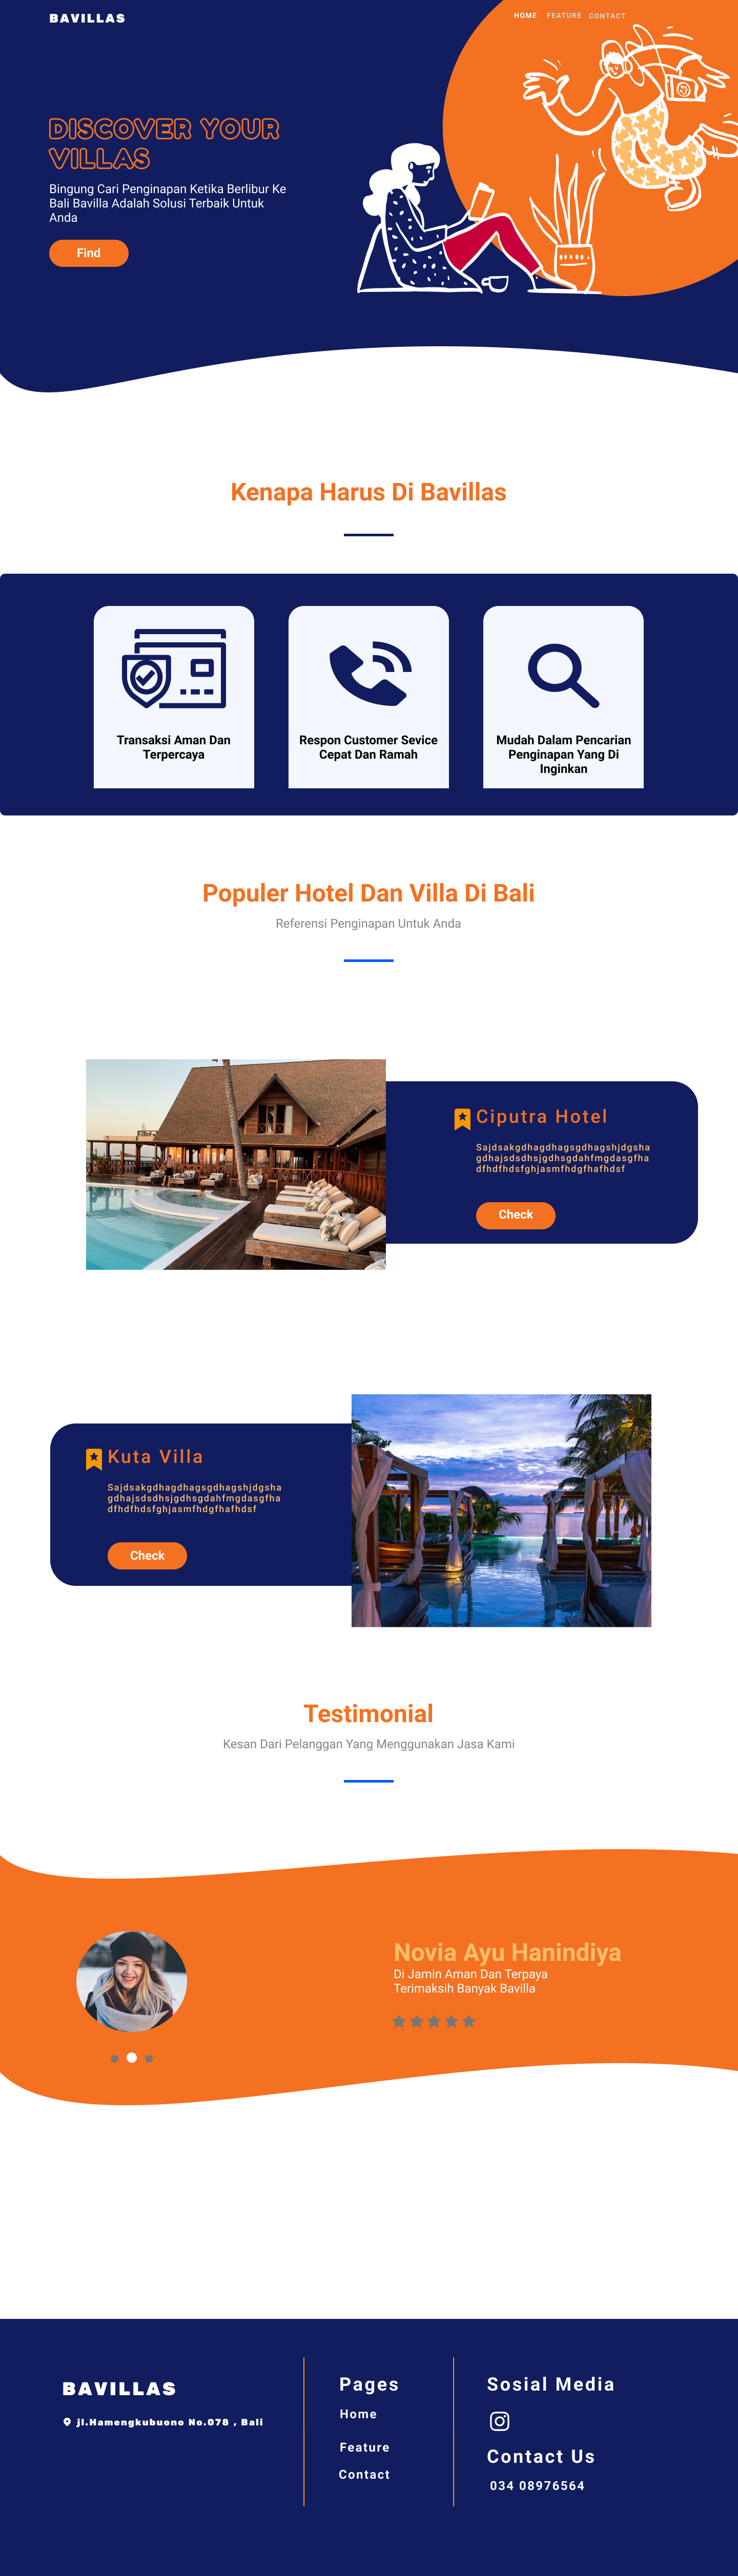 BAVILLAS
HOME FEATURE CONTACT
DISCOVER YOUR
VILLAS
Bingung Cari Penginapan Ketika Berlibur Ke
Bali Bavilla Adalah Solusi Terbaik Untuk
Anda
Find
Kenapa Harus Di Bavillas
Transaksi Aman Dan
Terpercaya
Respon Customer Sevice
Cepat Dan Ramah
Mudah Dalam Pencarian
Penginapan Yang Di
Inginkan
Populer Hotel Dan Villa Di Bali
Referensi Penginapan Untuk Anda
Ciputra Hotel
Sajdsakgdhagdhagsgdhagshjdgsha
gdhajsdsdhsjgdhsgdahfmgdasgfha
dfhdfhdsfghjasmfhdgfhafhdsf
Check
Kuta Villa
Sajdsakgdhagdhagsgdhagshjdgsha
gdhajsdsdhsjgdhsgdahfmgdasgfha
dfhdfhdsfghjasmfhdgfhafhdsf
Check
Testimonial
Kesan Dari Pelanggan Yang Menggunakan Jasa Kami
Novia Ayu Hanindiya
Di Jamin Aman Dan Terpaya
Terimaksih Banyak Bavilla
BAVILLAS
jl.Hamengkubuono No.078 , Bali
Pages
Home
Feature
Contact
Sosial Media
Contact Us
034 08976564